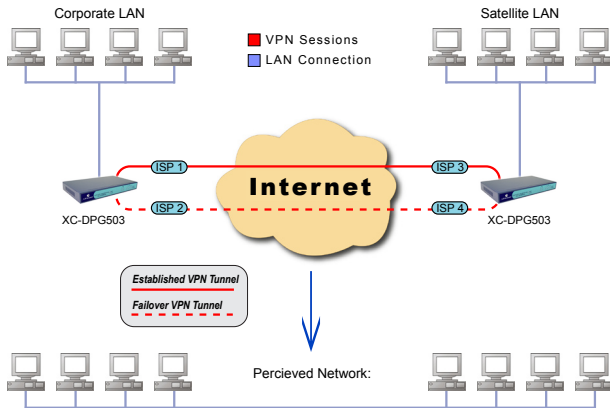 Corporate LAN
Satellite LAN
VPN Sessions
LAN Connection
ISP 1
ISP 3
Internet
ISP 2
ISP 4
XC-DPG503
XC-DPG503
Established VPN Tunnel
Failover VPN Tunnel
Percieved Network: